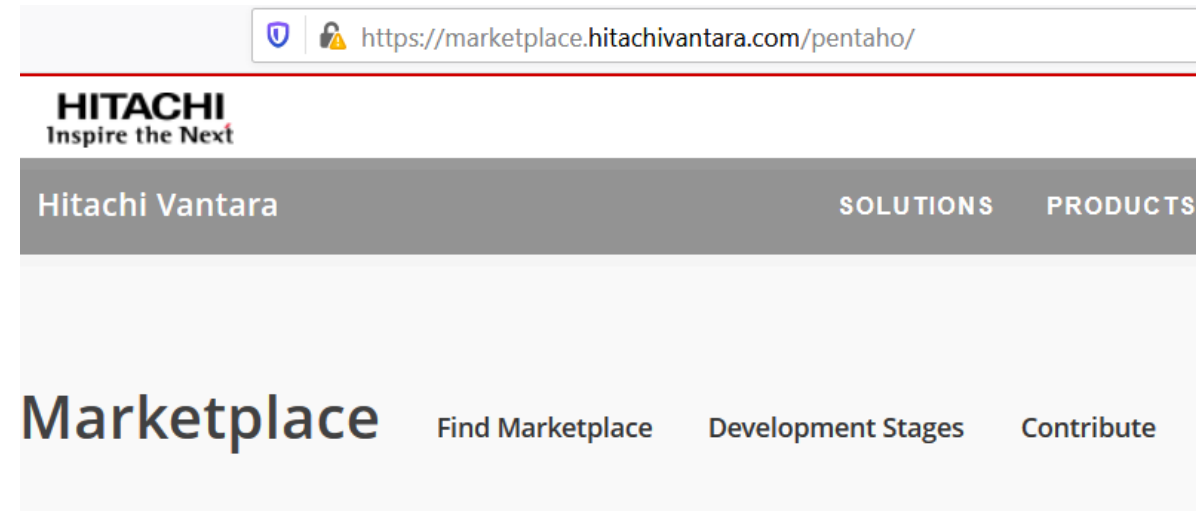 https://marketplace.hitachivantara.com/pentaho/
HITACHI
Inspire the Next
Hitachi Vantara SOLUTIONS PRODUCTS
Marketplace Find Marketplace Development Stages Contribute